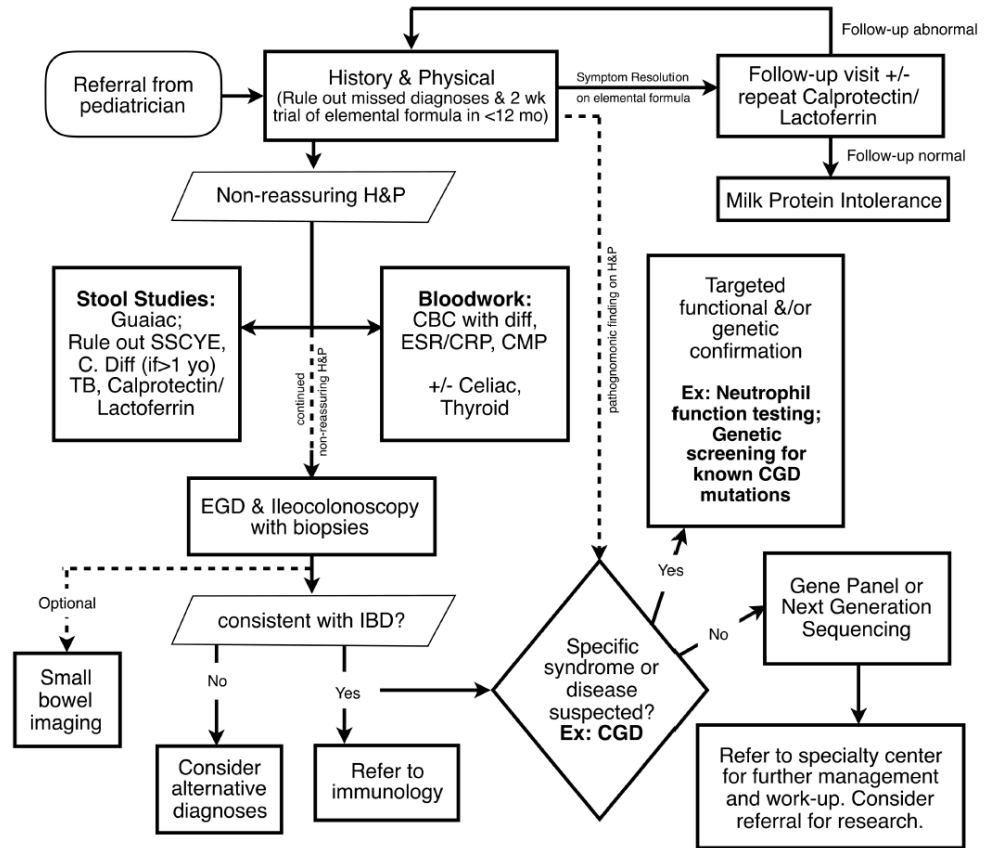 Referral from
pediatrician
History & Physical
(Rule out missed diagnoses & 2 wk
trial of elemental formula in <12 mo)
Symptom Resolution
on elemental formula
Follow-up abnormal
Follow-up visit +/-
repeat Calprotectin/
Lactoferrin
Follow-up normal
Milk Protein Intolerance
Non-reassuring H&P
Stool Studies:
Guaiac;
Rule out SSCYE,
C. Diff (if>1 yo)
TB, Calprotectin/
Lactoferrin
Bloodwork:
CBC with diff,
ESR/CRP, CMP
+/- Celiac,
Thyroid
continued
non-reassuring H&P
pathognomonic finding on H&P
Targeted
functional &/or
genetic
confirmation
Ex: Neutrophil
function testing;
Genetic
screening for
known CGD
mutations
EGD & Ileocolonoscopy
with biopsies
Optional
Small
bowel
imaging
consistent with IBD?
No
Yes
Consider
alternative
diagnoses
Refer to
immunology
Specific
syndrome or
disease
suspected?
Ex: CGD
Yes
No
Gene Panel or
Next Generation
Sequencing
Refer to specialty center
for further management
and work-up. Consider
referral for research.